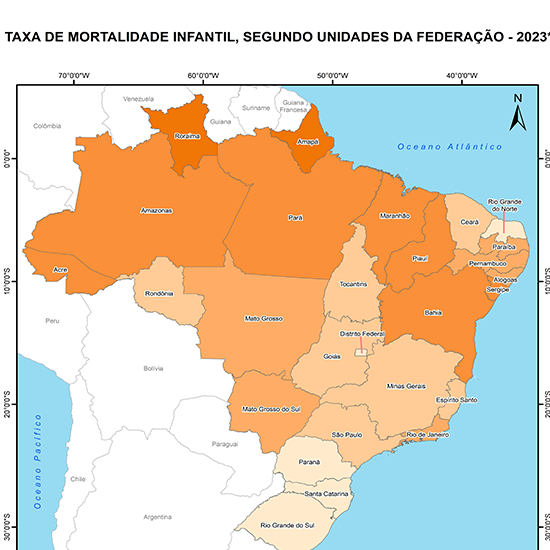 TAXA DE MORTALIDADE INFANTIL, SEGUNDO UNIDADES DA FEDERAÇÃO - 2023*
70°0'0"O
60°0'0"O
50°0'0"O
40°0'0"O
Venezuela
Suriname
Guiana
Francesa
Guiana
Colômbia
N
Roraima
Amapá
Oceano Atlântico
0°0'0"
0°0'0"
Rio Grande
do Norte
Amazonas
Pará
Maranhão
Ceará
Paraíba
Piauí
Pernambuco
Acre
Alogoas
10°0'0"S
10°0'0"S
Rondônia
Tocantins
Sergipe
Bahia
Peru
Mato Grosso
Distrito Federal
Goiás
Bolívia
Minas Gerais
Espírito Santo
20°0'0"S
20°0'0"S
Mato Grosso do Sul
São Paulo
Rio de Janeiro
Paraguai
Oceano Pacífico
Paraná
Chile
Santa Catarina
Argentina
Rio Grande do Sul
30°0'0"S
30°0'0"S